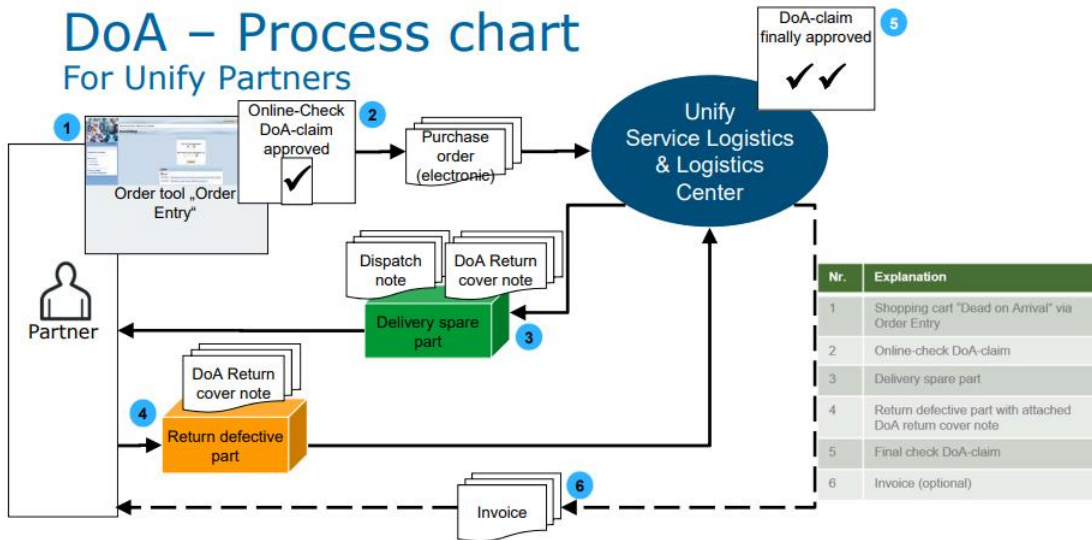 DoA – Process chart
For Unify Partners
1
Order tool „Order
Entry“
Online-Check
DoA-claim
approved
2
Purchase
order
(electronic)
Unify
Service Logistics
& Logistics
Center
DoA-claim
finally approved
5
Partner
Dispatch
note
DoA Return
cover note
Delivery spare
part
3
DoA Return
cover note
4
Return defective
part
Invoice
6
Nr. Explanation
1 Shopping cart "Dead on Arrival" via
Order Entry
2 Online-check DoA-claim
3 Delivery spare part
4 Return defective part with attached
DoA return cover note
5 Final check DoA-claim
6 Invoice (optional)